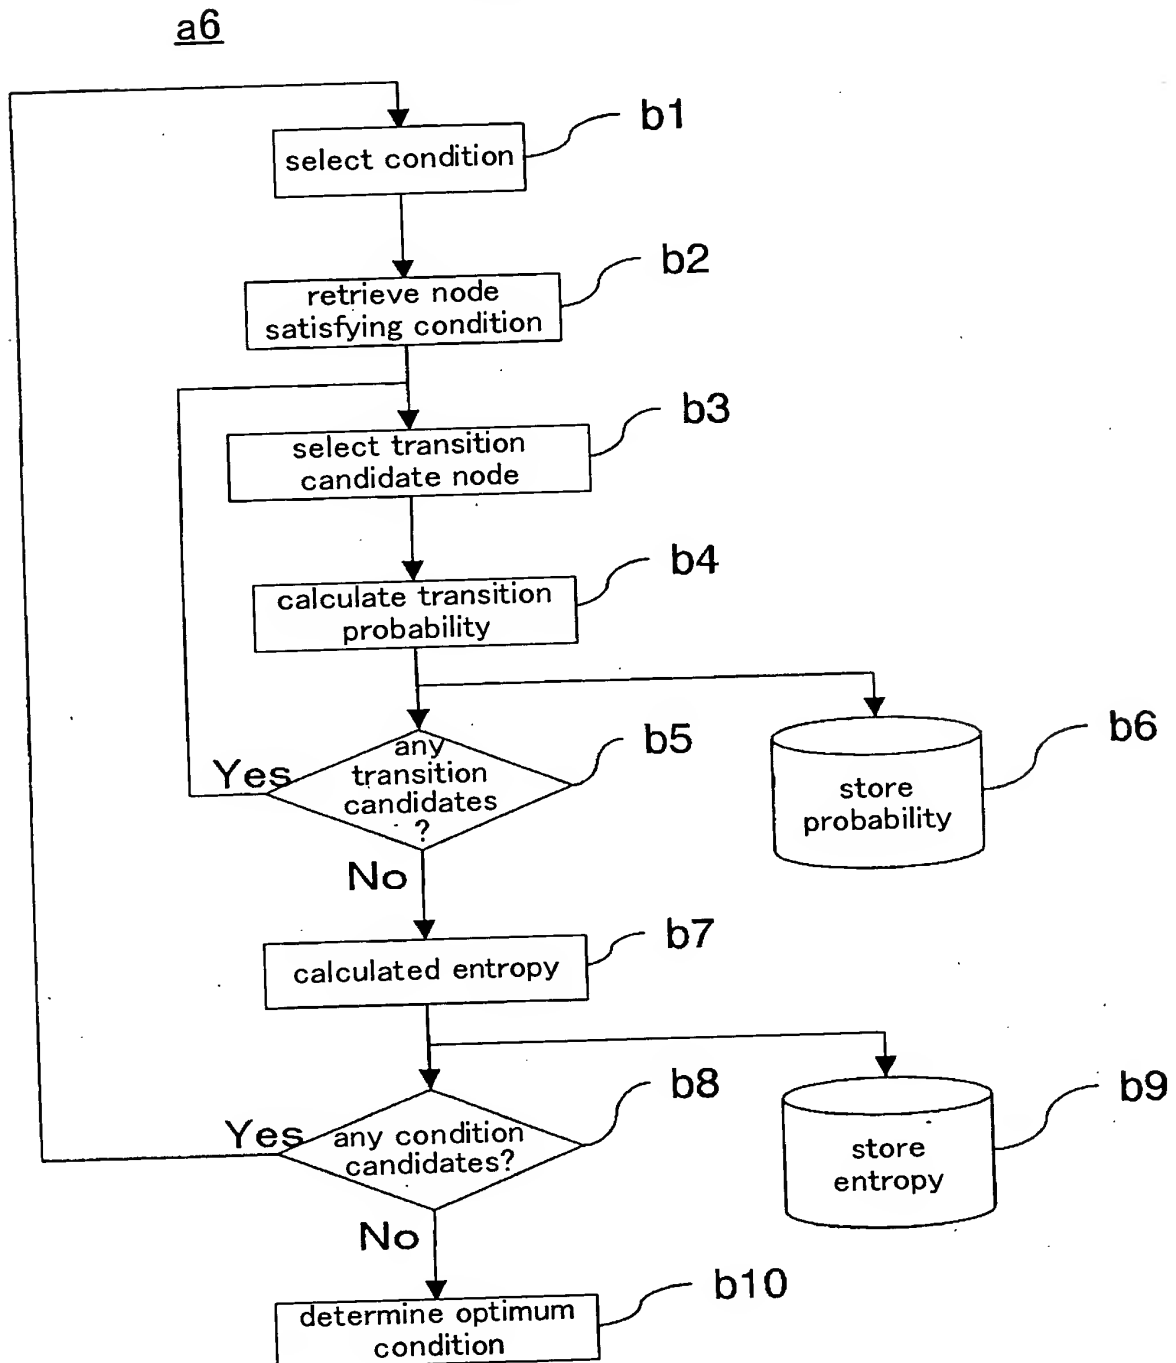 a6
b1
select condition
b2
retrieve node
satisfying condition
b3
select transition
candidate node
b4
calculate transition
probability
b5
any
transition
candidates
?
Yes
b6
store
probability
No
b7
calculated entropy
b8
any condition
candidates?
Yes
b9
store
entropy
No
b10
determine optimum
condition